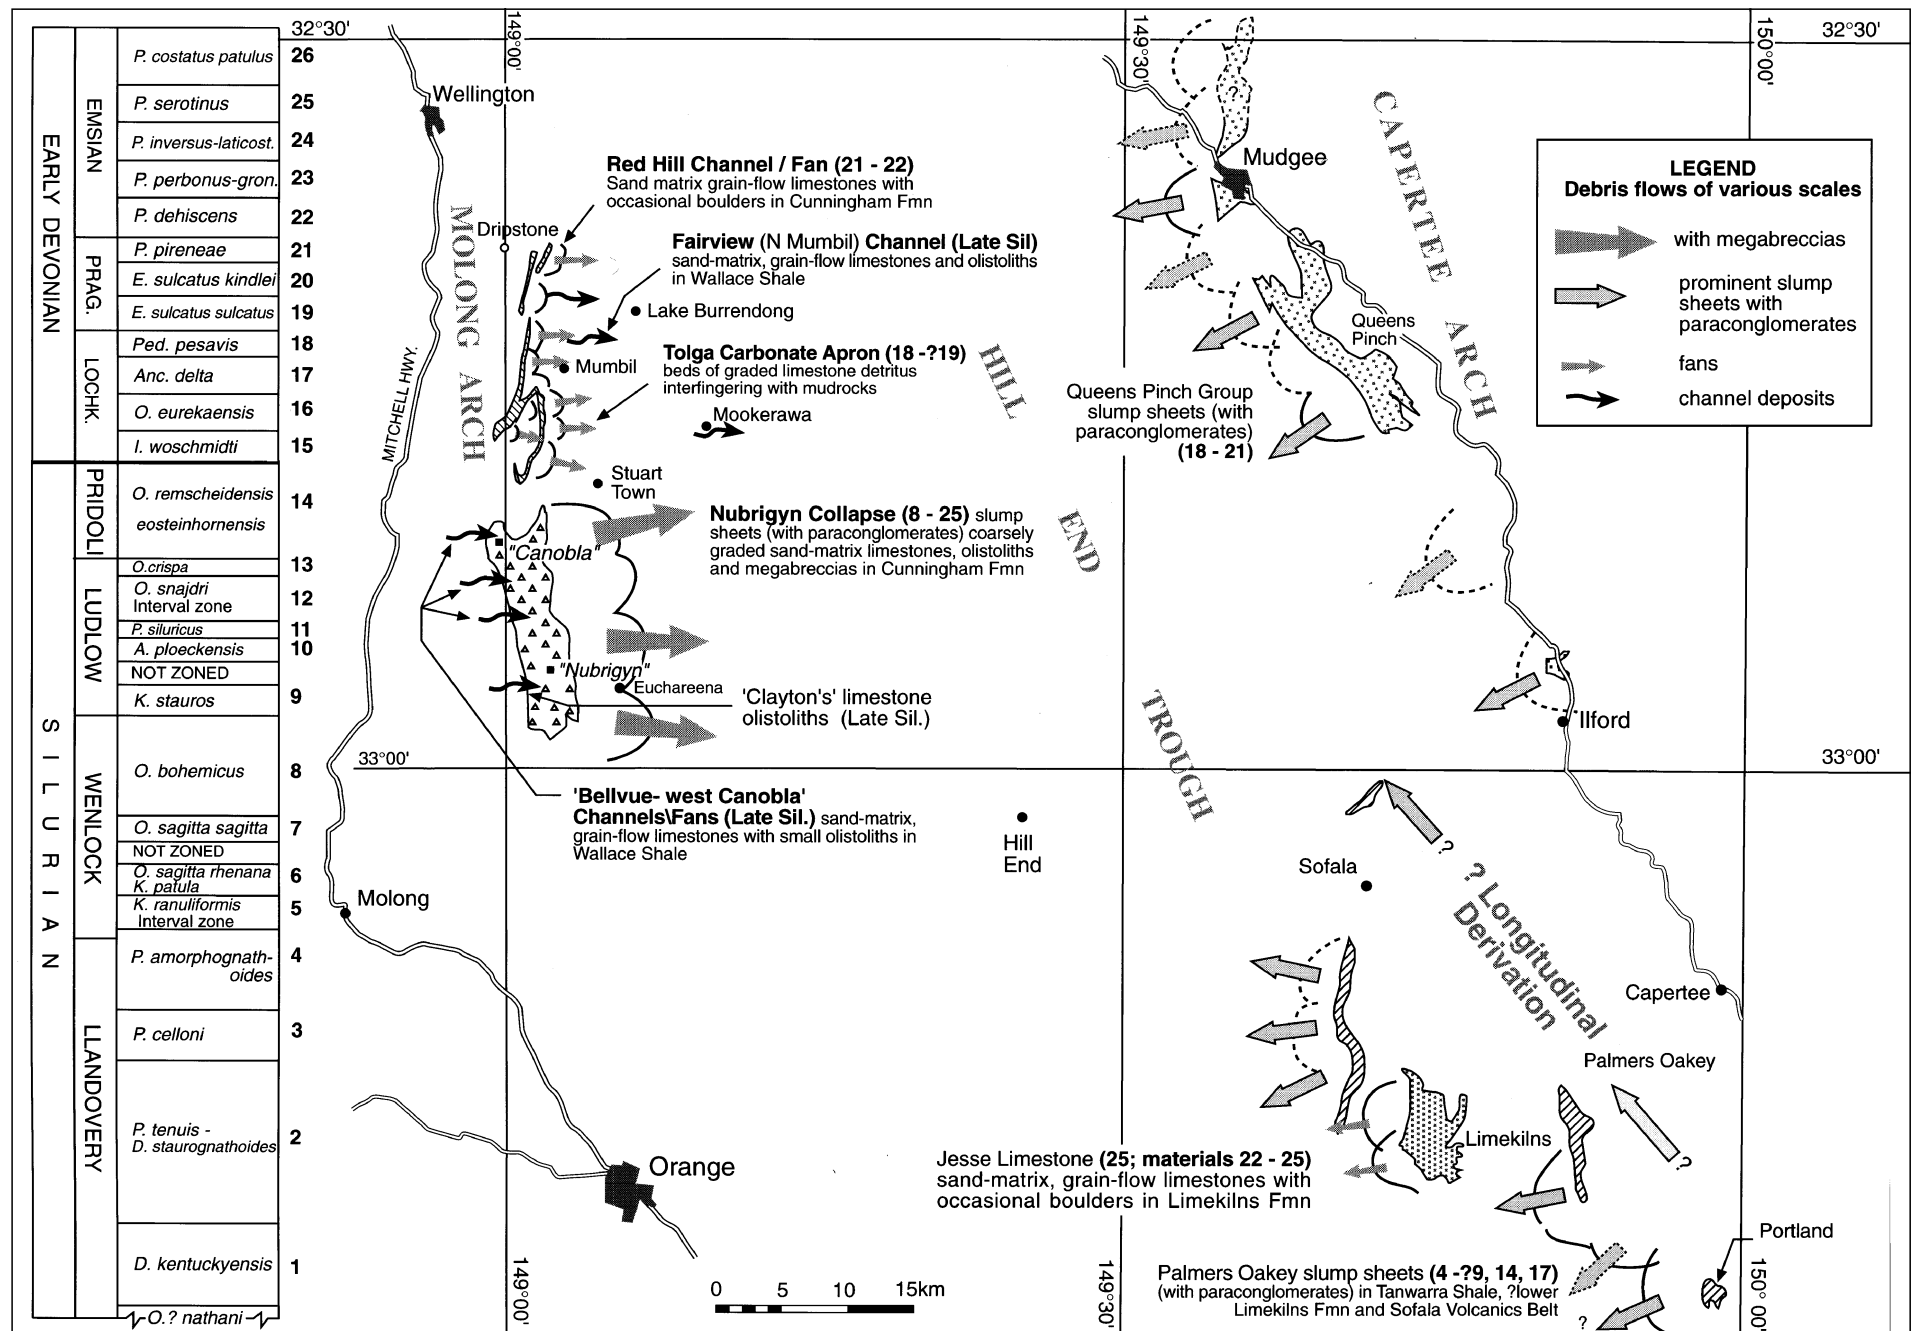 EARLY DEVONIAN
SILURIAN
EMSIAN
PRAG.
LOCHK.
PRIDOLI
LUDLOW
WENLOCK
LLANDOVERY
P. costatus patulus 26
P. serotinus 25
P. inversus-laticost. 24
P. perbonus-gron. 23
P. dehiscens 22
P. pireneae 21
E. sulcatus kindlei 20
E. sulcatus sulcatus 19
Ped. pesavis 18
Anc. delta 17
O. eurekaensis 16
I. woschmidti 15
O. remscheidensis 14
eosteinhornensis
O.crispa 13
O. snajdri 12
Interval zone
P. siluricus 11
A. ploeckensis 10
NOT ZONED
K. stauros 9
O. bohemicus 8
O. sagitta sagitta 7
NOT ZONED
O. sagitta rhenana 6
K. patula
K. ranuliformis 5
Interval zone
P. amorphognath- 4
oides
P. celloni 3
P. tenuis - 2
D. staurognathoides
D. kentuckyensis 1
O.? nathani
32°30'
149°00'
149°30'
150°00'
32°30'
Wellington
MITCHELL HWY.
MOLONG ARCH
Red Hill Channel / Fan (21 - 22)
Sand matrix grain-flow limestones with
occasional boulders in Cunningham Fmn
Dripstone
Fairview (N Mumbil) Channel (Late Sil)
sand-matrix, grain-flow limestones and olistoliths
in Wallace Shale
Lake Burrendong
Tolga Carbonate Apron (18 -?19)
beds of graded limestone detritus
interfingering with mudrocks
Mumbil
Mookerawa
Stuart
Town
Nubrigyn Collapse (8 - 25) slump
sheets (with paraconglomerates) coarsely
graded sand-matrix limestones, olistoliths
and megabreccias in Cunningham Fmn
"Canobla"
"Nubrigyn"
Euchareena
'Clayton's' limestone
olistoliths (Late Sil.)
33°00'
'Bellvue- west Canobla'
Channels\Fans (Late Sil.) sand-matrix,
grain-flow limestones with small olistoliths in
Wallace Shale
Hill
End
Molong
Orange
HILL
END
TROUGH
CAPERTEE ARCH
Mudgee
?
Queens
Pinch
Queens Pinch Group
slump sheets (with
paraconglomerates)
(18 - 21)
LEGEND
Debris flows of various scales
with megabreccias
prominent slump
sheets with
paraconglomerates
fans
channel deposits
Ilford
33°00'
?
Sofala
? Longitudinal
Derivation
Capertee
Palmers Oakey
?
Limekilns
Jesse Limestone (25; materials 22 - 25)
sand-matrix, grain-flow limestones with
occasional boulders in Limekilns Fmn
Portland
Palmers Oakey slump sheets (4 -?9, 14, 17)
(with paraconglomerates) in Tanwarra Shale, ?lower
Limekilns Fmn and Sofala Volcanics Belt
?
0 5 10 15km
149°00'
149°30'
150° 00'